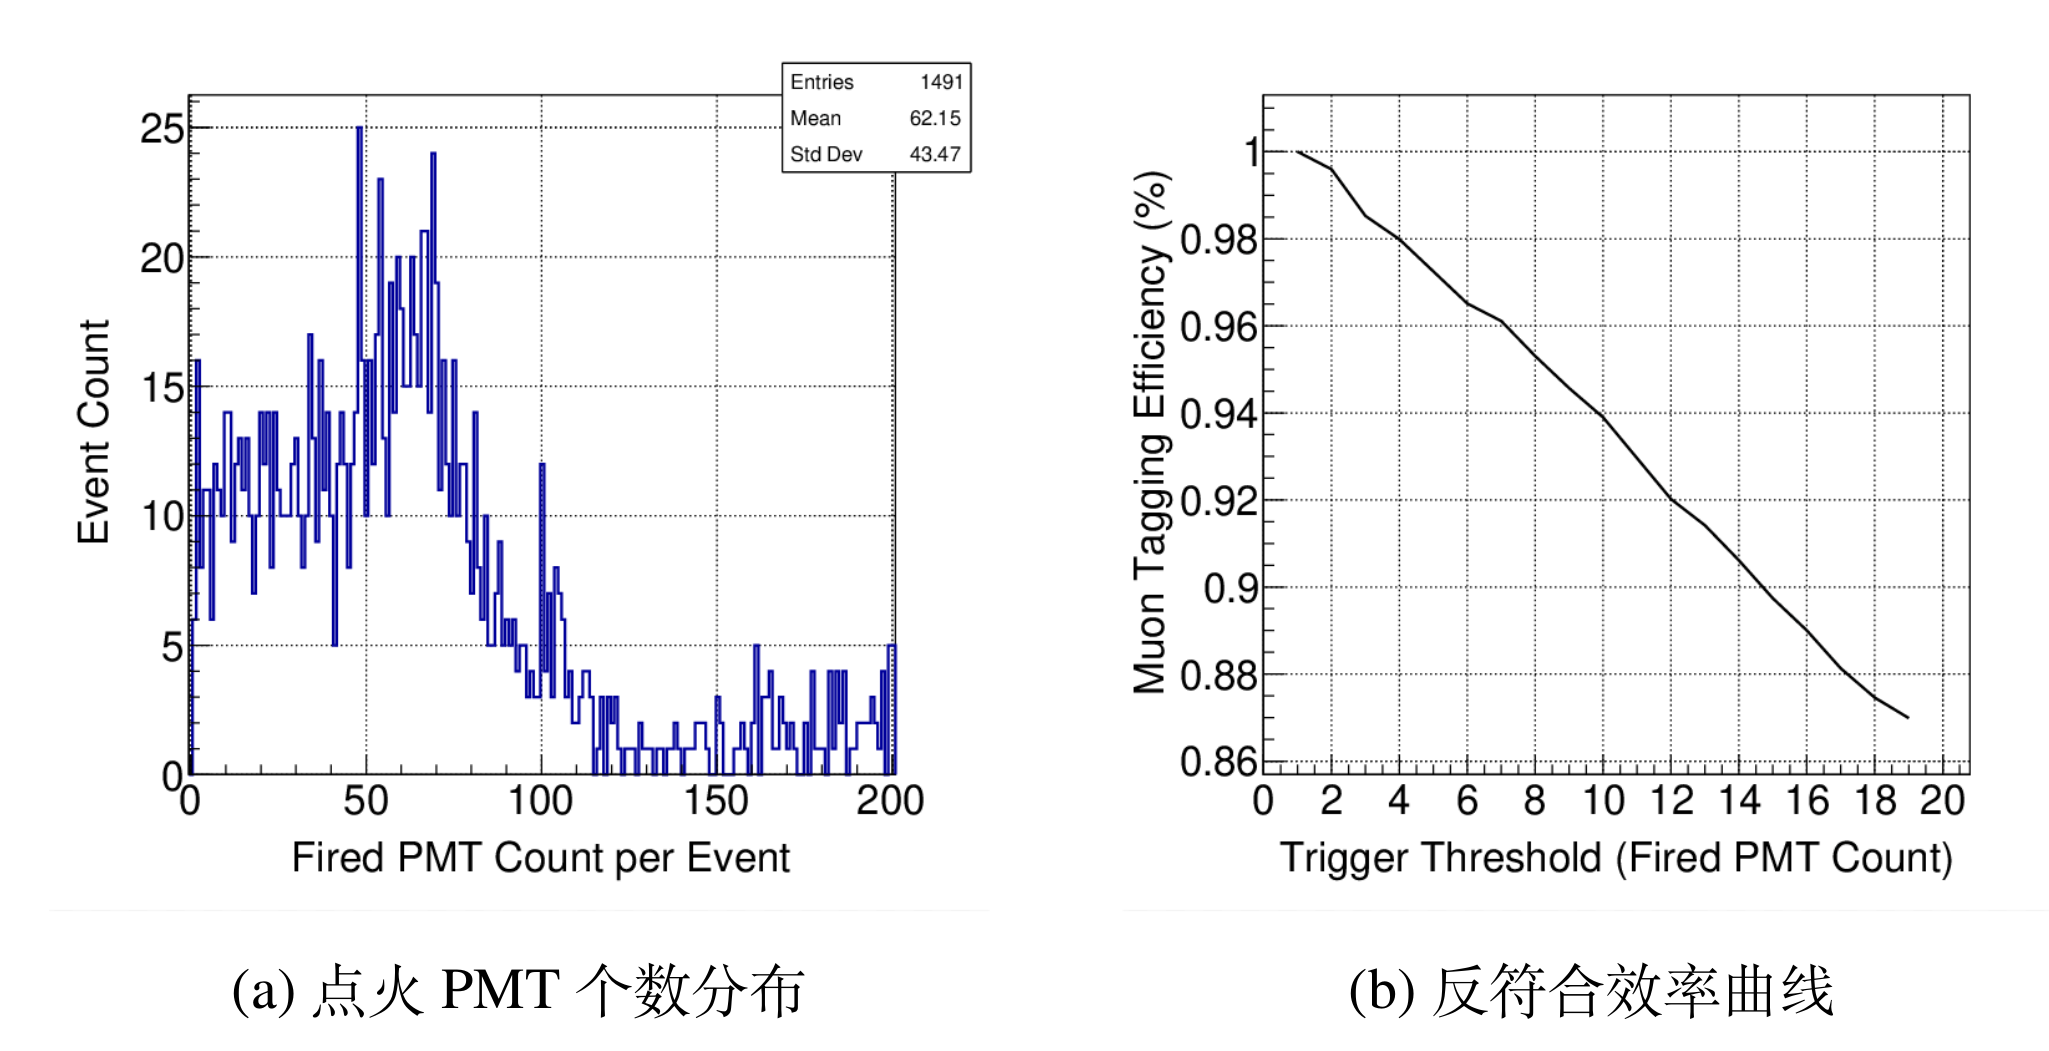 Entries 1491
Mean 62.15
Std Dev 43.47
25
20
15
10
5
0
Event Count
0 50 100 150 200
Fired PMT Count per Event
(a) 点火 PMT 个数分布
1
0.98
0.96
0.94
0.92
0.9
0.88
0.86
Muon Tagging Efficiency (%)
0 2 4 6 8 10 12 14 16 18 20
Trigger Threshold (Fired PMT Count)
(b) 反符合效率曲线